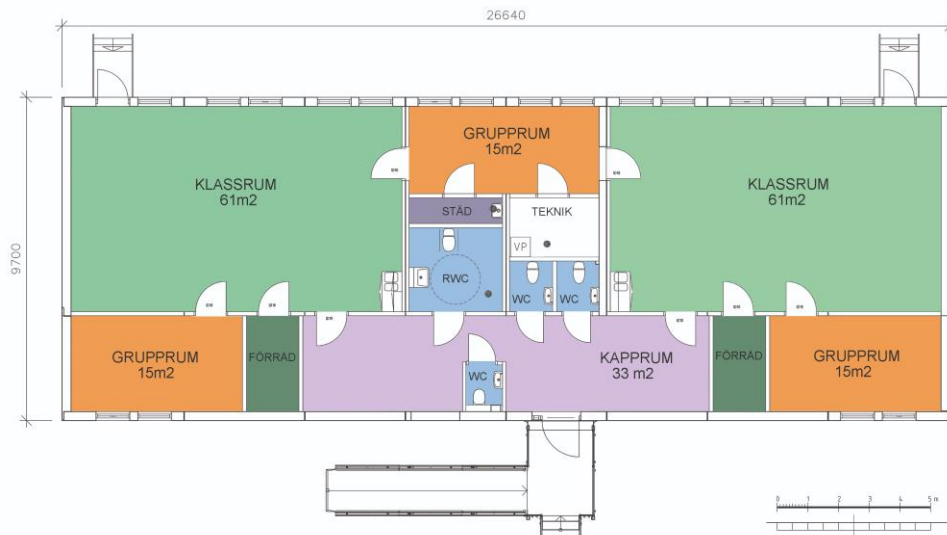 26640
9700
KLASSRUM
61m2
GRUPPRUM
15m2
KLASSRUM
61m2
STÄD
TEKNIK
VP
RWC
WC
WC
GRUPPRUM
15m2
FÖRRÅD
WC
KAPPRUM
33 m2
FÖRRÅD
GRUPPRUM
15m2
0 1 2 3 4 5 m